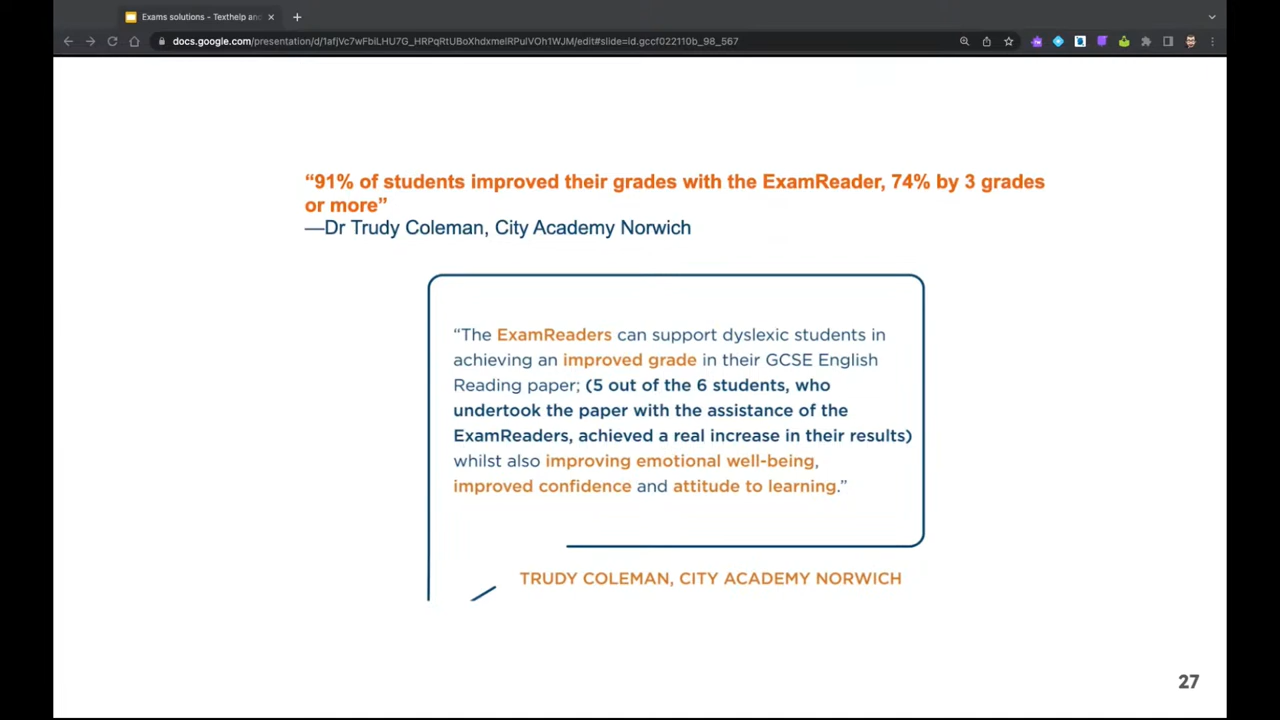 Exams solutions - Texthelp and
docs.google.com/presentation/d/1afjVc7wFbiLHU7G_HRPqRtUBoXhdxmelRPulVOh1WJM/edit#slide=id.gccf022110b_98_567
“91% of students improved their grades with the ExamReader, 74% by 3 grades
or more”
—Dr Trudy Coleman, City Academy Norwich
“The ExamReaders can support dyslexic students in
achieving an improved grade in their GCSE English
Reading paper; (5 out of the 6 students, who
undertook the paper with the assistance of the
ExamReaders, achieved a real increase in their results)
whilst also improving emotional well-being,
improved confidence and attitude to learning.”
TRUDY COLEMAN, CITY ACADEMY NORWICH
27